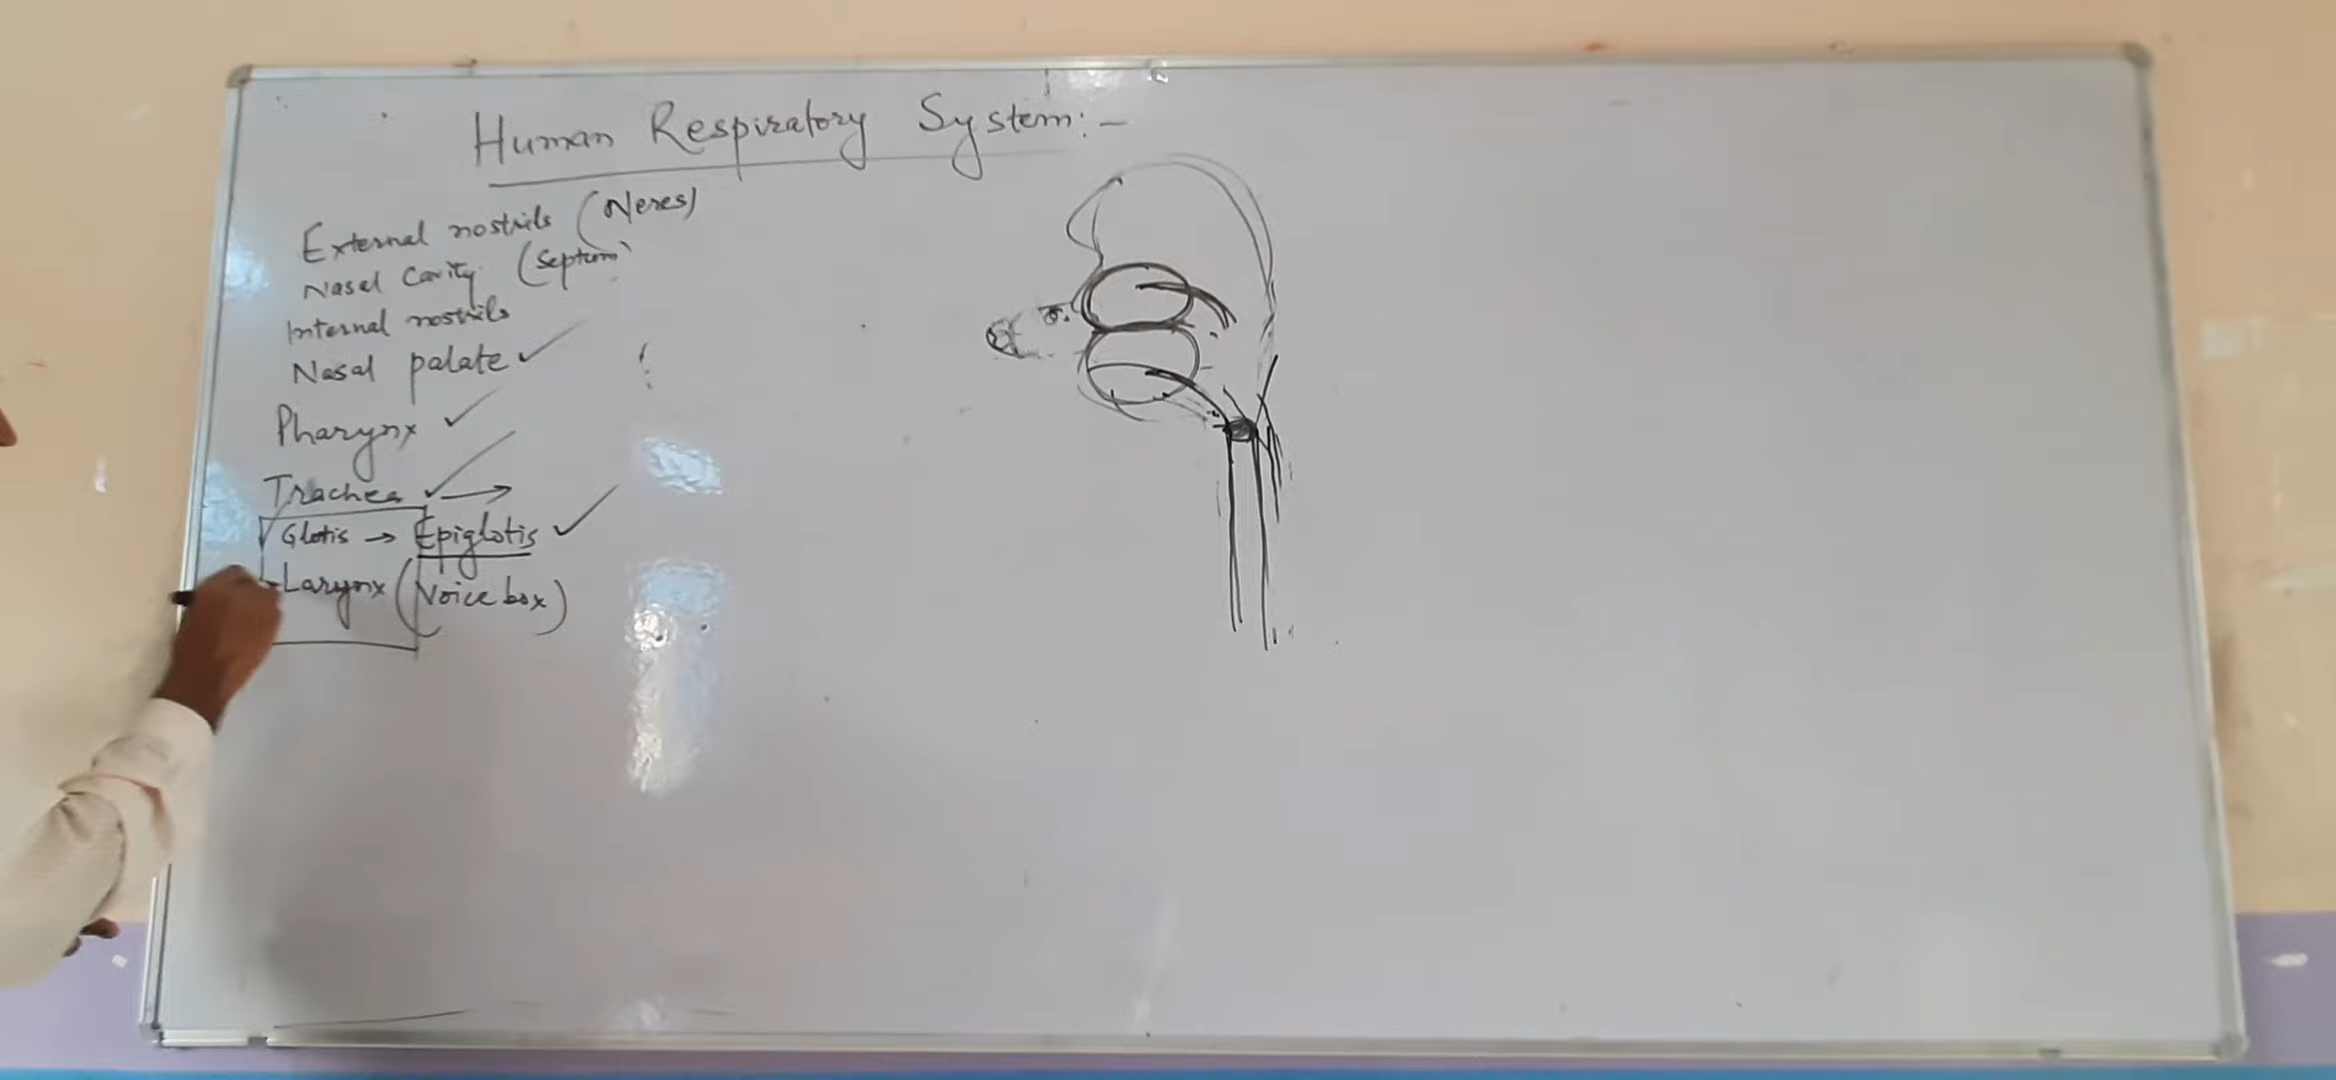 Human Respiratory System:-
External nostrils (Neres)
Nasal Cavity (Septum)
Internal nostrils
Nasal palate ✓
Pharynx ✓
Trachea ✓ →
Glotis → Epiglotis ✓
Larynx (Voice box)